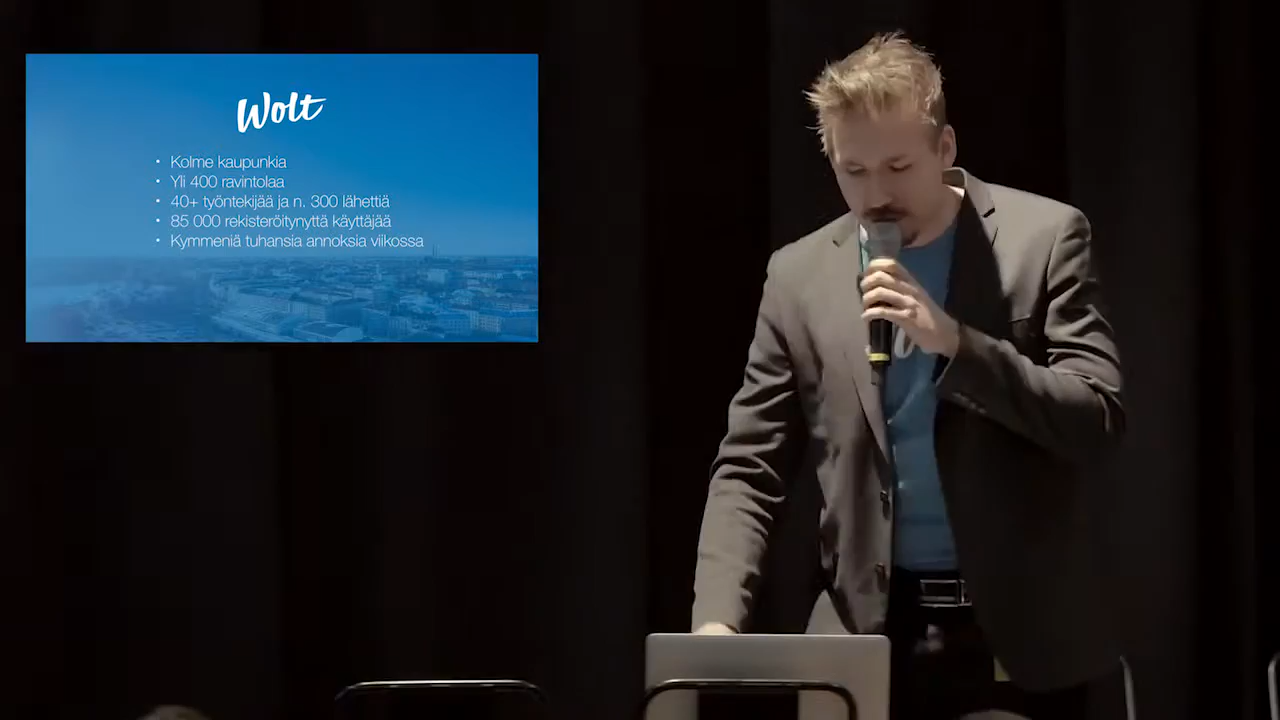 Wolt
• Kolme kaupunkia
• Yli 400 ravintolaa
• 40+ työntekijää ja n. 300 lähettiä
• 85 000 rekisteröitynyttä käyttäjää
• Kymmeniä tuhansia annoksia viikossa